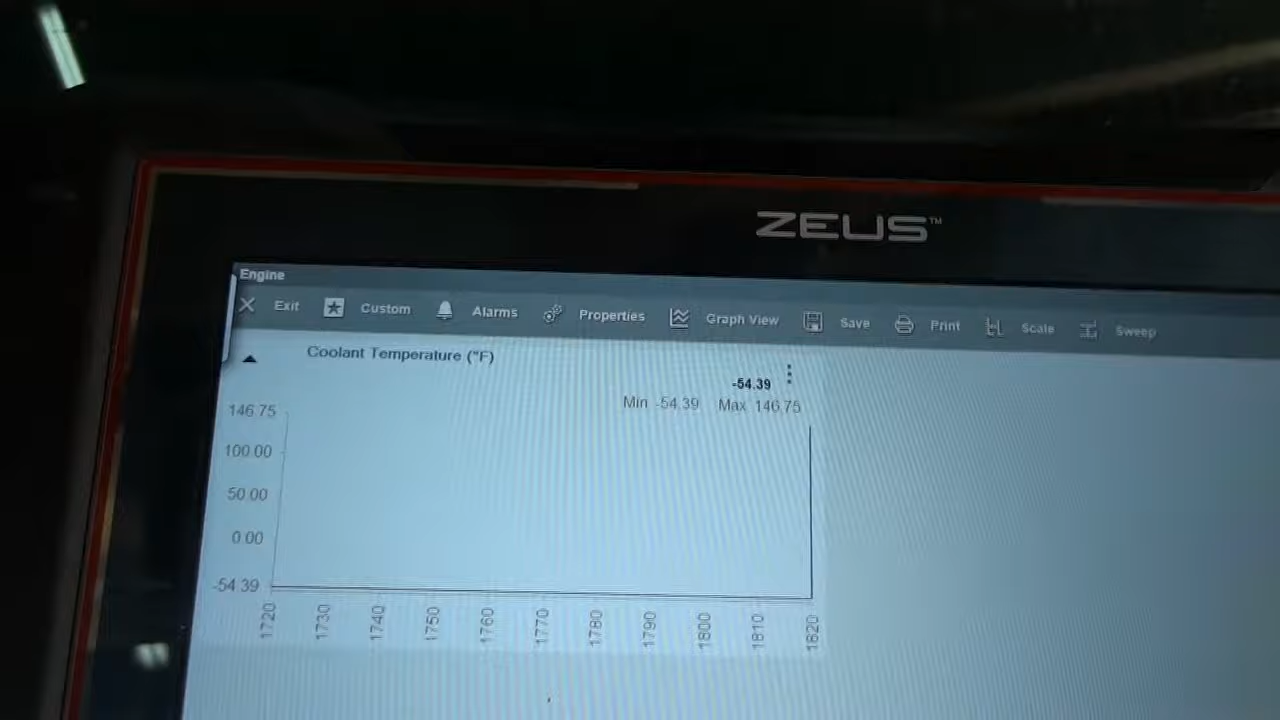 ZEUS™
Engine
Exit Custom Alarms Properties Graph View Save Print Scale Sweep
Coolant Temperature (°F)
-54.39
Min -54.39 Max 146.75
146.75
100.00
50.00
0.00
-54.39
1720 1730 1740 1750 1760 1770 1780 1790 1800 1810 1820